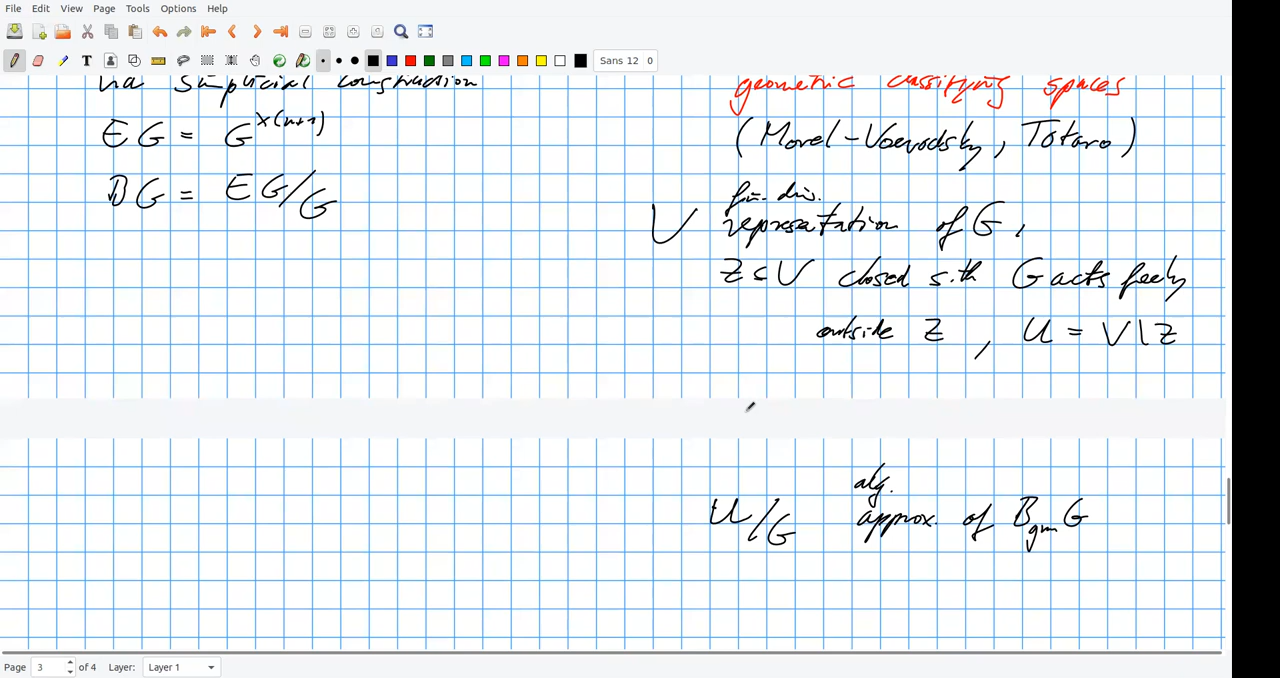 File Edit View Page Tools Options Help
Sans 12 0
via simplicial construction
EG = G^{×(n+1)}
BG = EG/G
geometric classifying spaces
(Morel-Voevodsky, Totaro)
fin. dim.
V representation of G,
Z ⊂ V closed s.th G acts freely
outside Z, U = V \ Z
alg.
U/G approx. of B_{gm}G
Page 3 of 4 Layer: Layer 1